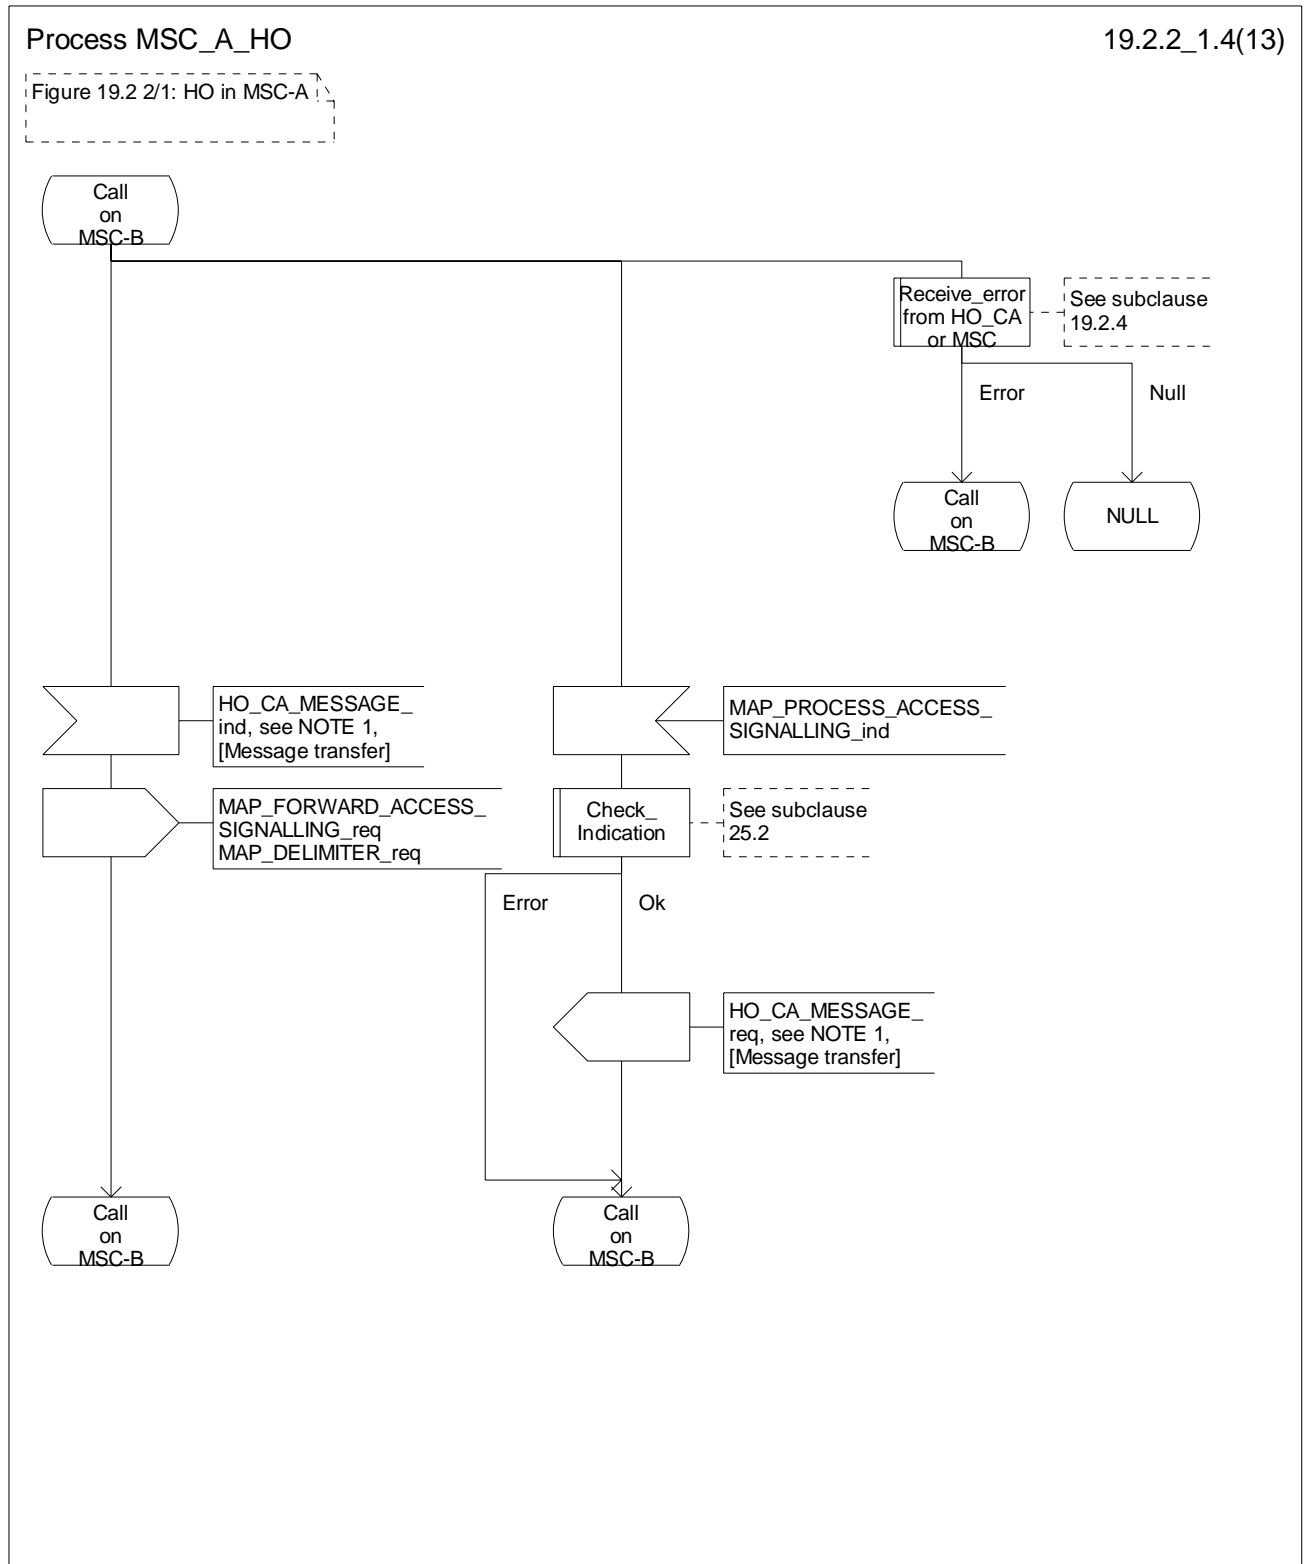 Process MSC_A_HO
19.2.2_1.4(13)
Figure 19.2 2/1: HO in MSC-A
Call
on
MSC-B
Receive_error
from HO_CA
or MSC
See subclause
19.2.4
Error
Null
Call
on
MSC-B
NULL
HO_CA_MESSAGE_
ind, see NOTE 1,
[Message transfer]
MAP_PROCESS_ACCESS_
SIGNALLING_ind
MAP_FORWARD_ACCESS_
SIGNALLING_req
MAP_DELIMITER_req
Check_
Indication
See subclause
25.2
Error
Ok
HO_CA_MESSAGE_
req, see NOTE 1,
[Message transfer]
Call
on
MSC-B
Call
on
MSC-B